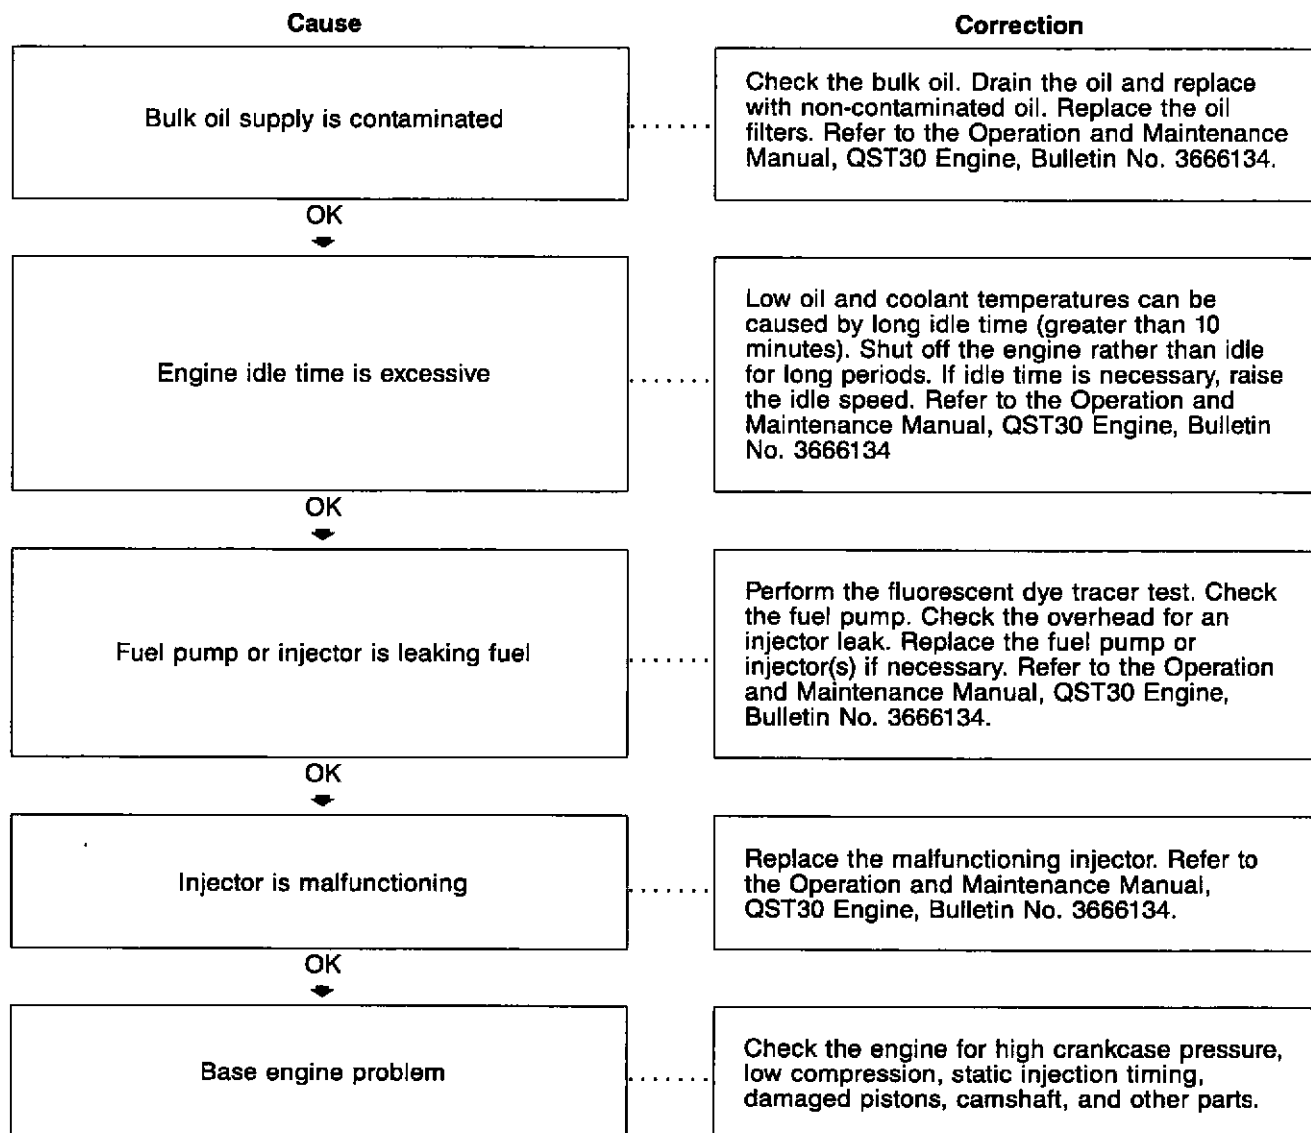 Cause
Correction
Bulk oil supply is contaminated
Check the bulk oil. Drain the oil and replace
with non-contaminated oil. Replace the oil
filters. Refer to the Operation and Maintenance
Manual, QST30 Engine, Bulletin No. 3666134.
OK
Engine idle time is excessive
Low oil and coolant temperatures can be
caused by long idle time (greater than 10
minutes). Shut off the engine rather than idle
for long periods. If idle time is necessary, raise
the idle speed. Refer to the Operation and
Maintenance Manual, QST30 Engine, Bulletin
No. 3666134
OK
Fuel pump or injector is leaking fuel
Perform the fluorescent dye tracer test. Check
the fuel pump. Check the overhead for an
injector leak. Replace the fuel pump or
injector(s) if necessary. Refer to the Operation
and Maintenance Manual, QST30 Engine,
Bulletin No. 3666134.
OK
Injector is malfunctioning
Replace the malfunctioning injector. Refer to
the Operation and Maintenance Manual,
QST30 Engine, Bulletin No. 3666134.
OK
Base engine problem
Check the engine for high crankcase pressure,
low compression, static injection timing,
damaged pistons, camshaft, and other parts.